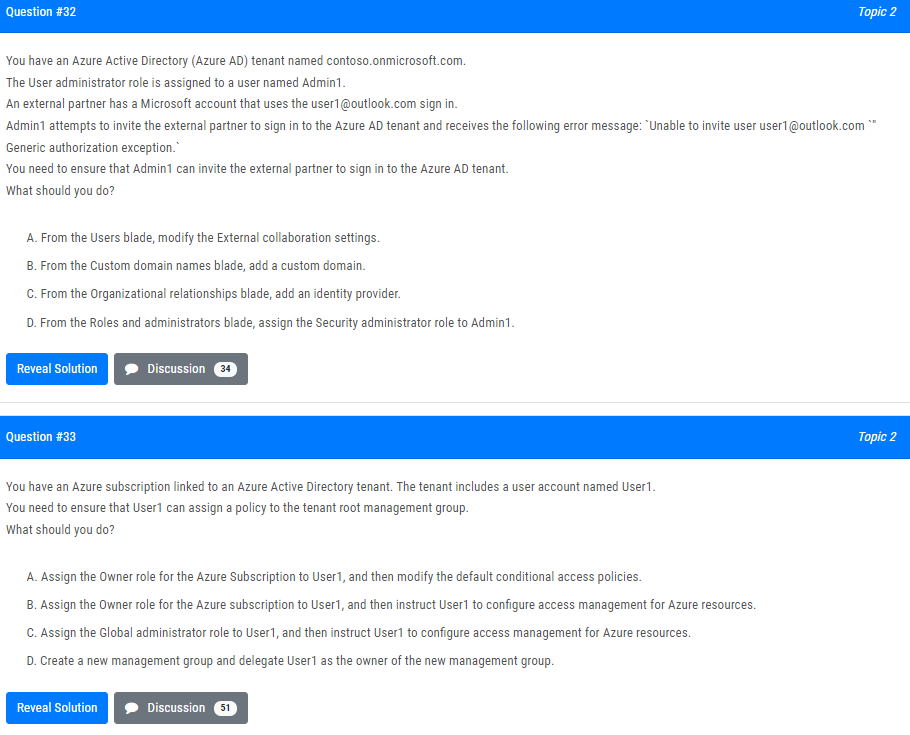 Question #32
Topic 2
You have an Azure Active Directory (Azure AD) tenant named contoso.onmicrosoft.com.
The User administrator role is assigned to a user named Admin1.
An external partner has a Microsoft account that uses the user1@outlook.com sign in.
Admin1 attempts to invite the external partner to sign in to the Azure AD tenant and receives the following error message: `Unable to invite user user1@outlook.com `"
Generic authorization exception.`
You need to ensure that Admin1 can invite the external partner to sign in to the Azure AD tenant.
What should you do?
A. From the Users blade, modify the External collaboration settings.
B. From the Custom domain names blade, add a custom domain.
C. From the Organizational relationships blade, add an identity provider.
D. From the Roles and administrators blade, assign the Security administrator role to Admin1.
Reveal Solution
Discussion 34
Question #33
Topic 2
You have an Azure subscription linked to an Azure Active Directory tenant. The tenant includes a user account named User1.
You need to ensure that User1 can assign a policy to the tenant root management group.
What should you do?
A. Assign the Owner role for the Azure Subscription to User1, and then modify the default conditional access policies.
B. Assign the Owner role for the Azure subscription to User1, and then instruct User1 to configure access management for Azure resources.
C. Assign the Global administrator role to User1, and then instruct User1 to configure access management for Azure resources.
D. Create a new management group and delegate User1 as the owner of the new management group.
Reveal Solution
Discussion 51